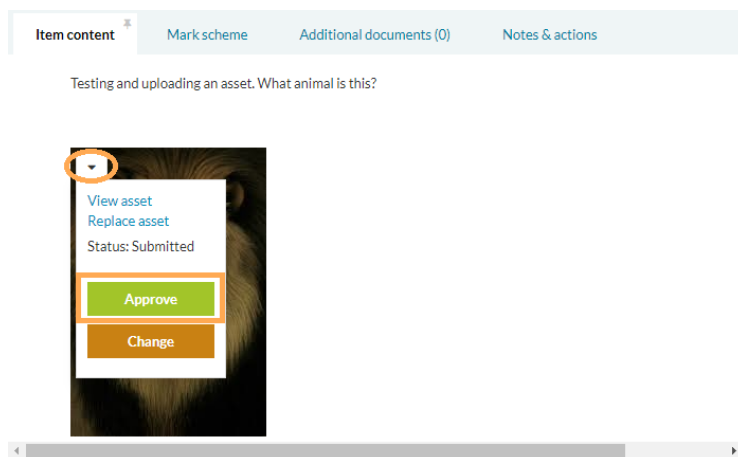 Item content Mark scheme Additional documents (0) Notes & actions
Testing and uploading an asset. What animal is this?
View asset
Replace asset
Status: Submitted
Approve
Change